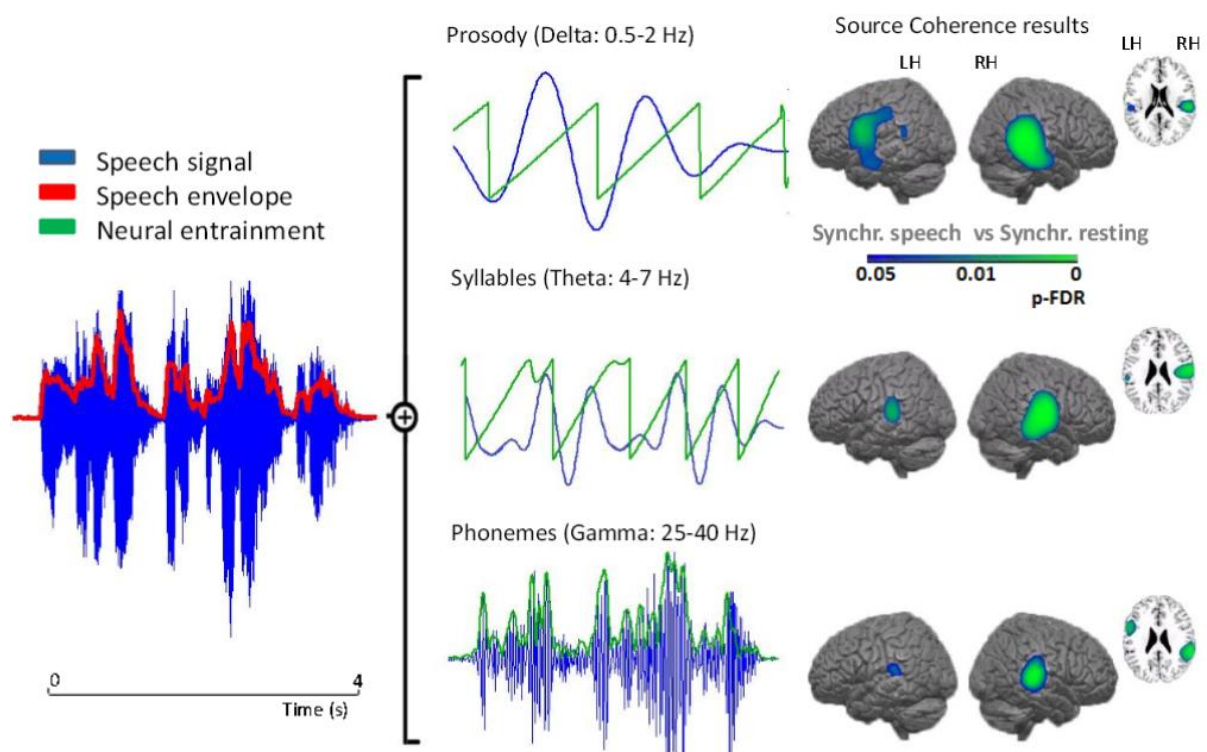 Speech signal
Speech envelope
Neural entrainment
0 4
Time (s)
Prosody (Delta: 0.5-2 Hz)
Syllables (Theta: 4-7 Hz)
Phonemes (Gamma: 25-40 Hz)
Source Coherence results
LH RH
LH RH
Synchr. speech vs Synchr. resting
0.05 0.01 0
p-FDR